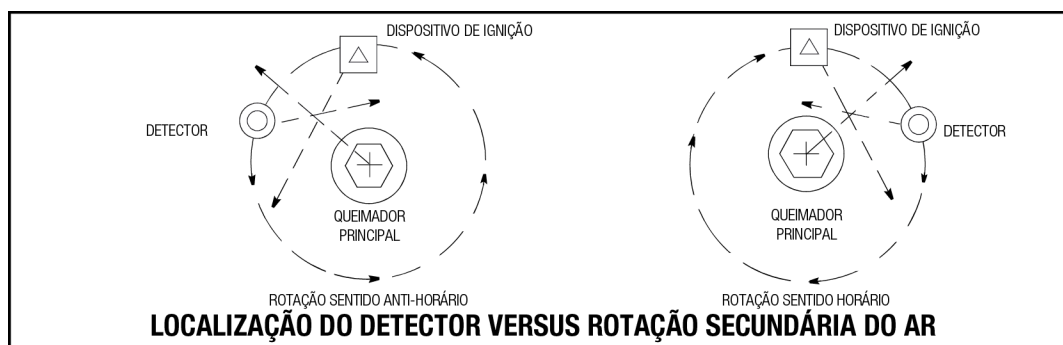 DISPOSITIVO DE IGNIÇÃO
DETECTOR
QUEIMADOR
PRINCIPAL
ROTAÇÃO SENTIDO ANTI-HORÁRIO
DISPOSITIVO DE IGNIÇÃO
DETECTOR
QUEIMADOR
PRINCIPAL
ROTAÇÃO SENTIDO HORÁRIO
LOCALIZAÇÃO DO DETECTOR VERSUS ROTAÇÃO SECUNDÁRIA DO AR